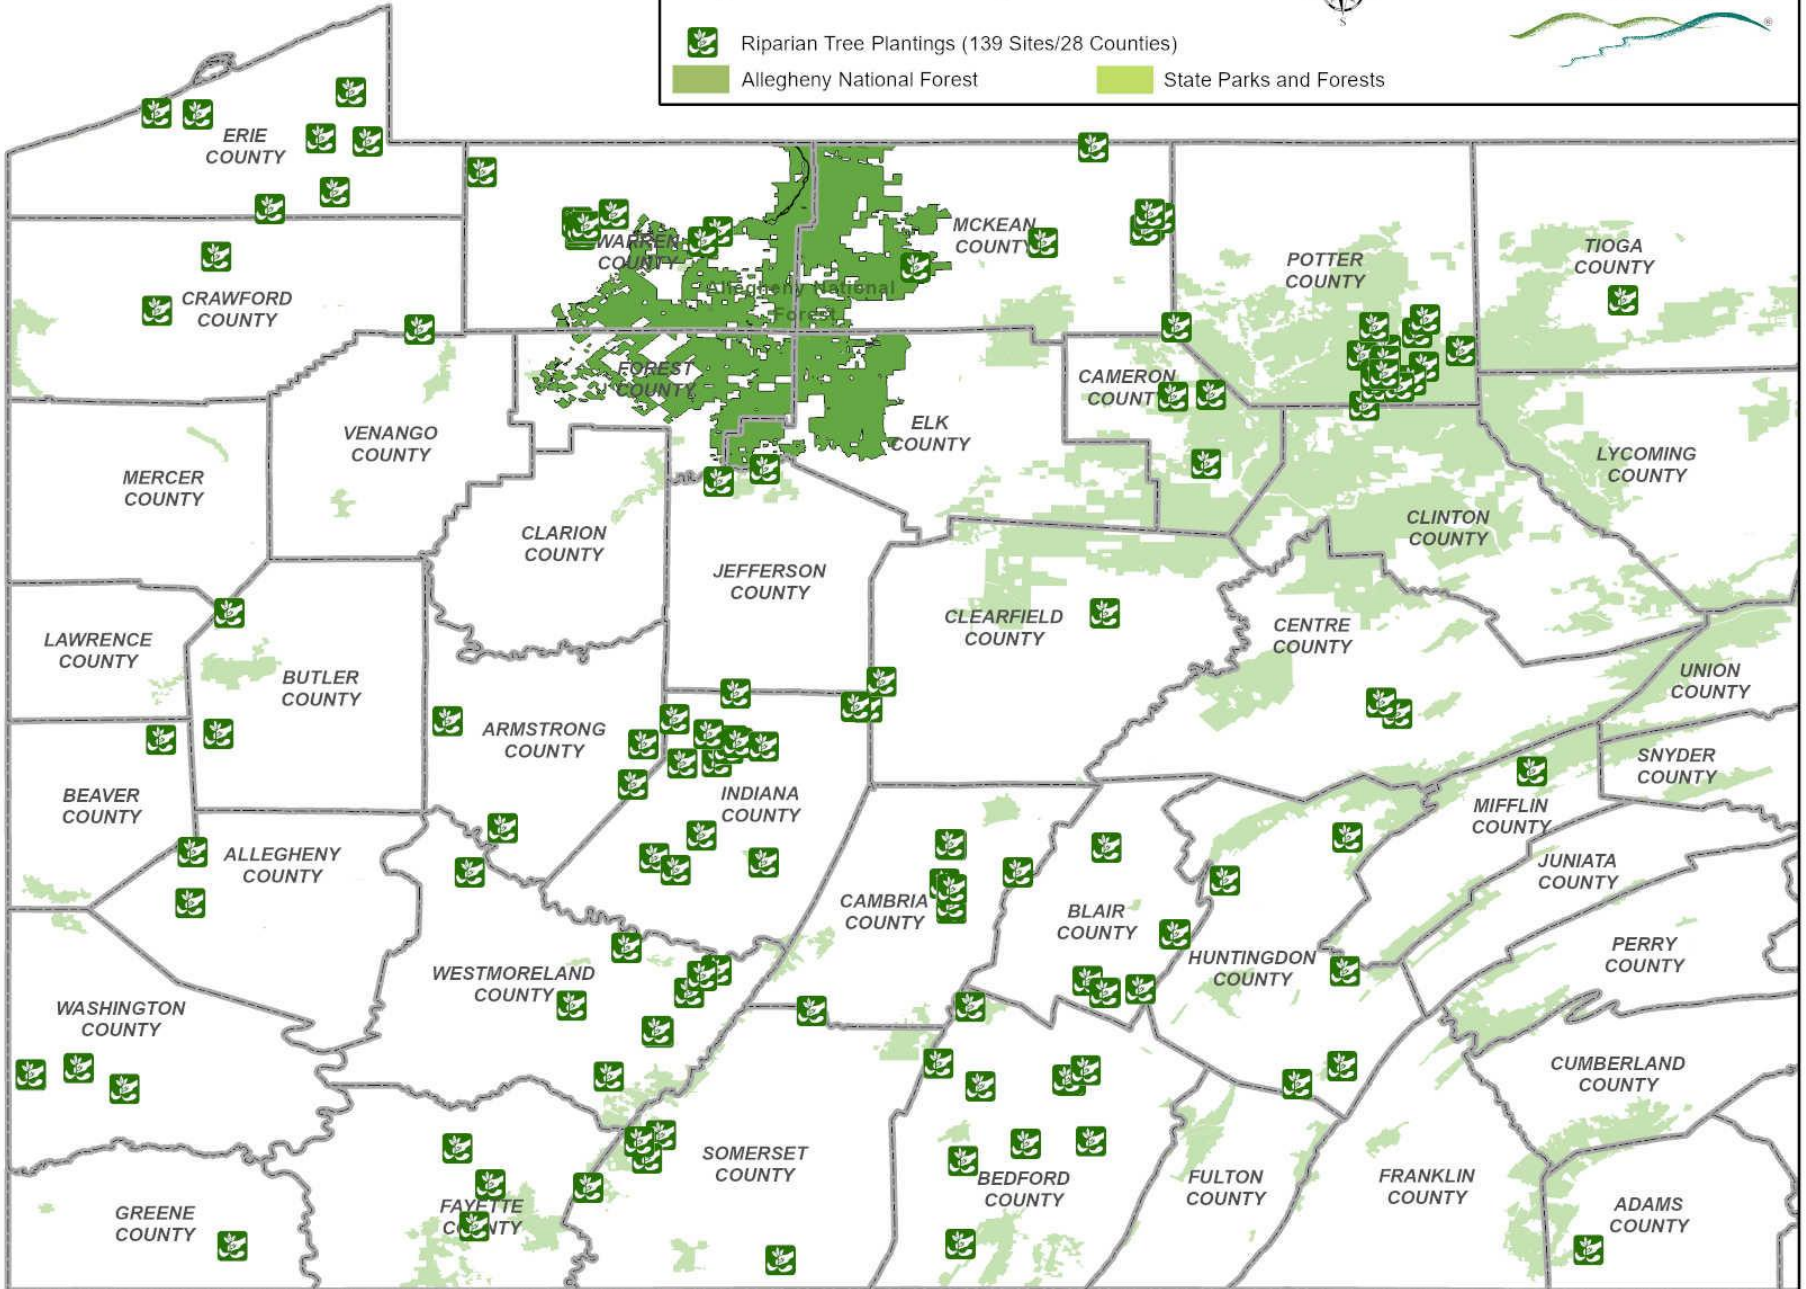 S
Riparian Tree Plantings (139 Sites/28 Counties)
Allegheny National Forest
State Parks and Forests
®
ERIE
COUNTY
CRAWFORD
COUNTY
WARREN
COUNTY
MCKEAN
COUNTY
POTTER
COUNTY
TIOGA
COUNTY
Allegheny National
Forest
FOREST
COUNTY
CAMERON
COUNTY
ELK
COUNTY
VENANGO
COUNTY
MERCER
COUNTY
LYCOMING
COUNTY
CLINTON
COUNTY
CLARION
COUNTY
JEFFERSON
COUNTY
CLEARFIELD
COUNTY
CENTRE
COUNTY
LAWRENCE
COUNTY
BUTLER
COUNTY
UNION
COUNTY
ARMSTRONG
COUNTY
SNYDER
COUNTY
BEAVER
COUNTY
INDIANA
COUNTY
MIFFLIN
COUNTY
ALLEGHENY
COUNTY
JUNIATA
COUNTY
CAMBRIA
COUNTY
BLAIR
COUNTY
HUNTINGDON
COUNTY
PERRY
COUNTY
WESTMORELAND
COUNTY
WASHINGTON
COUNTY
CUMBERLAND
COUNTY
SOMERSET
COUNTY
BEDFORD
COUNTY
FULTON
COUNTY
FRANKLIN
COUNTY
ADAMS
COUNTY
GREENE
COUNTY
FAYETTE
COUNTY